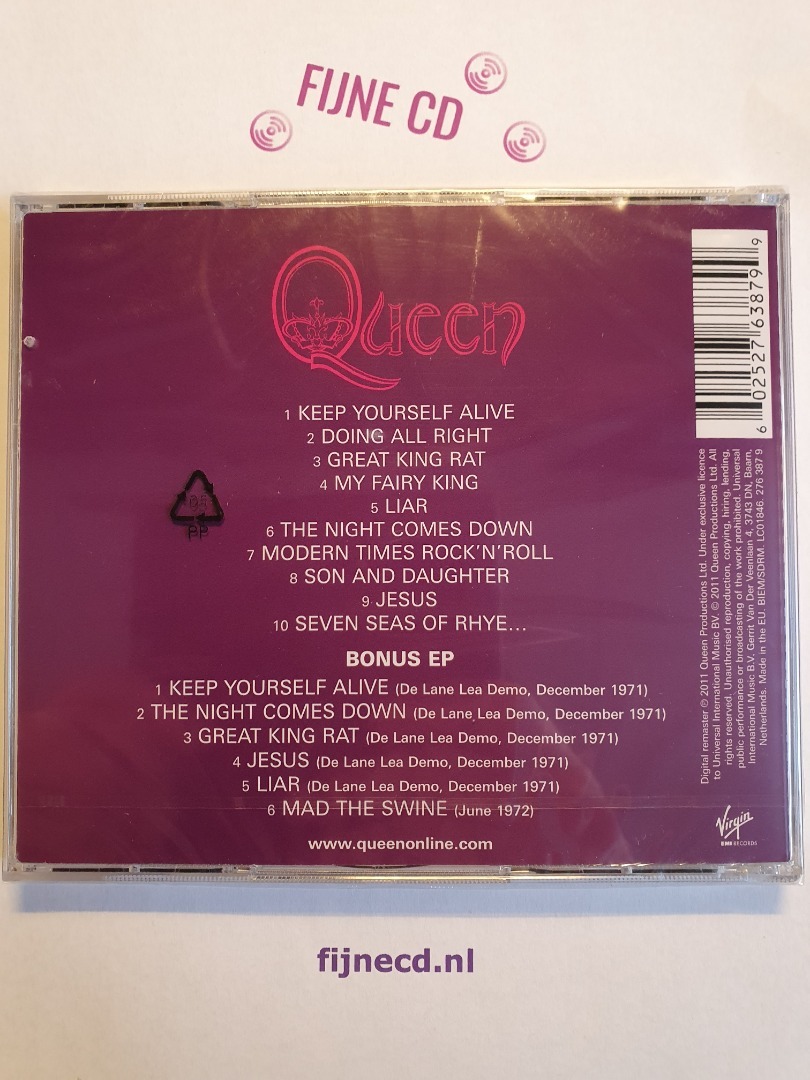 FIJNE CD
Queen
1 KEEP YOURSELF ALIVE
2 DOING ALL RIGHT
3 GREAT KING RAT
4 MY FAIRY KING
5 LIAR
6 THE NIGHT COMES DOWN
7 MODERN TIMES ROCK'N'ROLL
8 SON AND DAUGHTER
9 JESUS
10 SEVEN SEAS OF RHYE...
BONUS EP
1 KEEP YOURSELF ALIVE (De Lane Lea Demo, December 1971)
2 THE NIGHT COMES DOWN (De Lane Lea Demo, December 1971)
3 GREAT KING RAT (De Lane Lea Demo, December 1971)
4 JESUS (De Lane Lea Demo, December 1971)
5 LIAR (De Lane Lea Demo, December 1971)
6 MAD THE SWINE (June 1972)
www.queenonline.com
PP
6 02527 63879 9
Digital remaster ℗ 2011 Queen Productions Ltd. Under exclusive licence
to Universal International Music BV. © 2011 Queen Productions Ltd. All
rights reserved. Unauthorised reproduction, copying, hiring, lending,
public performance or broadcasting of the work prohibited. Universal
International Music B.V. Gerrit Van Der Veenlaan 4, 3743 DN, Baarn,
Netherlands. Made in the EU. BIEM/SDRM. LC01846. 276 387 9
Virgin
EMI RECORDS
fijnecd.nl